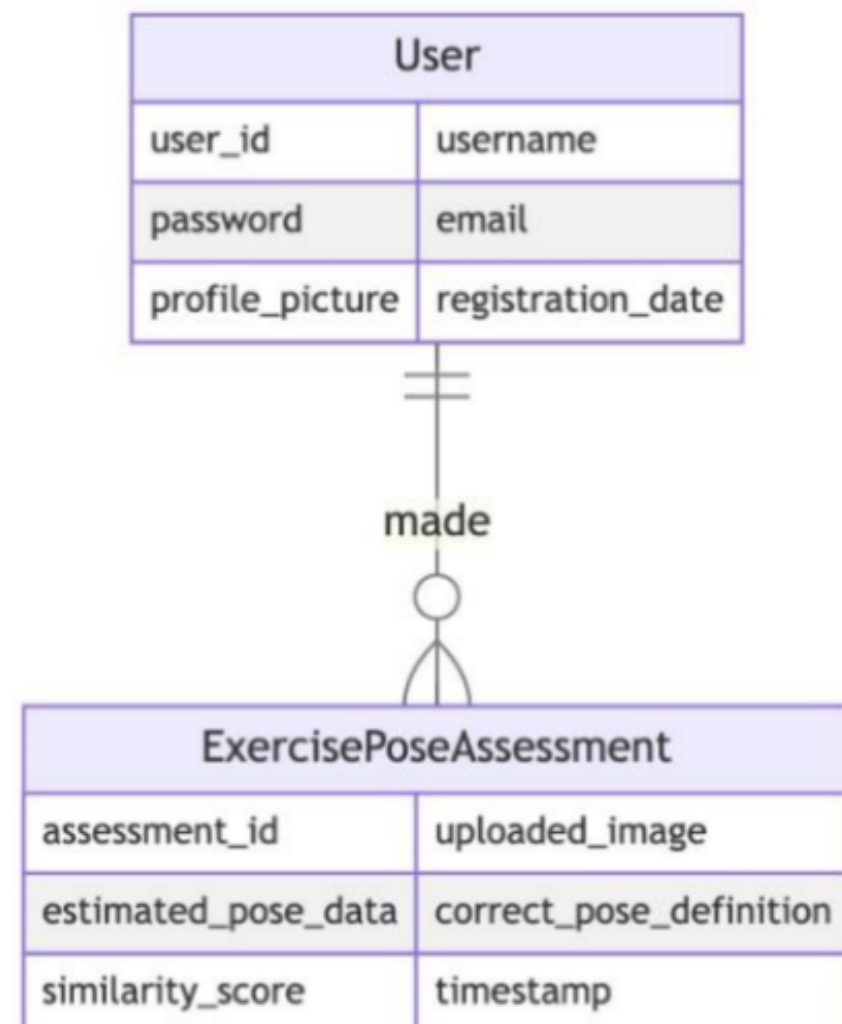 User
user_id username
password email
profile_picture registration_date
made
ExercisePoseAssessment
assessment_id uploaded_image
estimated_pose_data correct_pose_definition
similarity_score timestamp